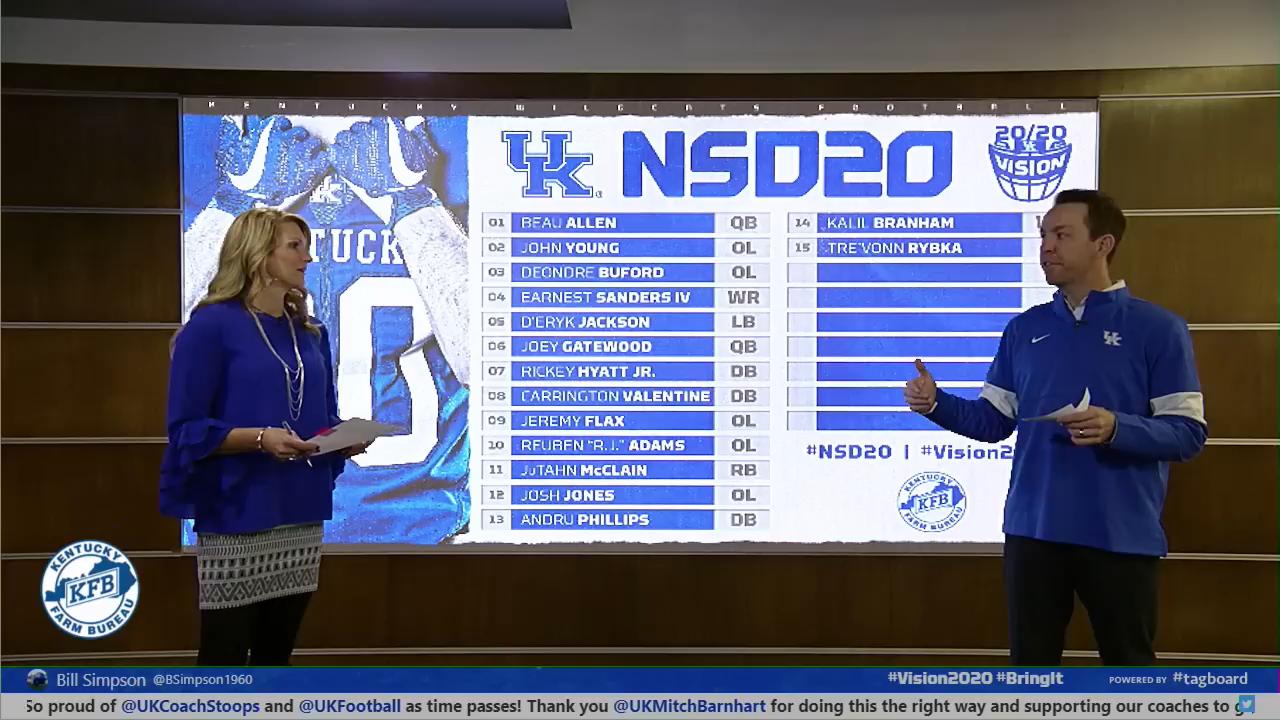 KENTUCKY WILDCATS FOOTBALL
UK NSD20 20/20 VISION
01 BEAU ALLEN QB
02 JOHN YOUNG OL
03 DEONDRE BUFORD OL
04 EARNEST SANDERS IV WR
05 D'ERYK JACKSON LB
06 JOEY GATEWOOD QB
07 RICKEY HYATT JR. DB
08 CARRINGTON VALENTINE DB
09 JEREMY FLAX OL
10 REUBEN "R.J." ADAMS OL
11 JuTAHN McCLAIN RB
12 JOSH JONES OL
13 ANDRU PHILLIPS DB
14 KALIL BRANHAM
15 TRE'VONN RYBKA
#NSD20 | #Vision2
KENTUCKY
KFB
FARM BUREAU
TUCK
UK
KENTUCKY
KFB
FARM BUREAU
Bill Simpson @BSimpson1960 #Vision2020 #BringIt POWERED BY #tagboard
So proud of @UKCoachStoops and @UKFootball as time passes! Thank you @UKMitchBarnhart for doing this the right way and supporting our coaches to